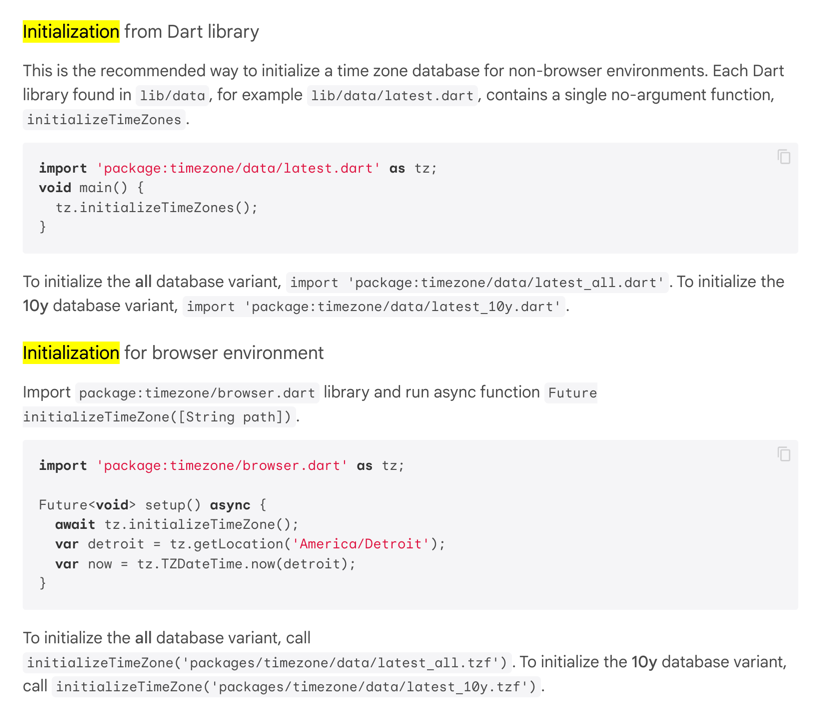 Initialization from Dart library
This is the recommended way to initialize a time zone database for non-browser environments. Each Dart
library found in lib/data, for example lib/data/latest.dart, contains a single no-argument function,
initializeTimeZones.
import 'package:timezone/data/latest.dart' as tz;
void main() {
  tz.initializeTimeZones();
}
To initialize the all database variant, import 'package:timezone/data/latest_all.dart'. To initialize the
10y database variant, import 'package:timezone/data/latest_10y.dart'.
Initialization for browser environment
Import package:timezone/browser.dart library and run async function Future
initializeTimeZone([String path]).
import 'package:timezone/browser.dart' as tz;
Future<void> setup() async {
  await tz.initializeTimeZone();
  var detroit = tz.getLocation('America/Detroit');
  var now = tz.TZDateTime.now(detroit);
}
To initialize the all database variant, call
initializeTimeZone('packages/timezone/data/latest_all.tzf'). To initialize the 10y database variant,
call initializeTimeZone('packages/timezone/data/latest_10y.tzf').